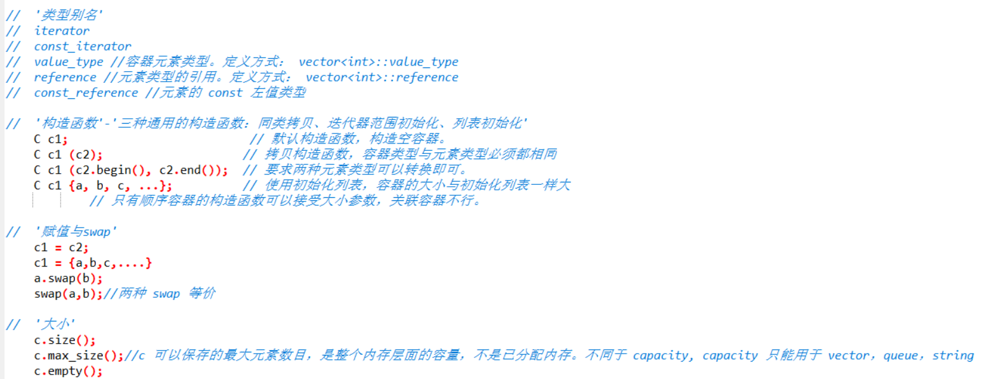 // '类型别名'
// iterator
// const_iterator
// value_type //容器元素类型。定义方式: vector<int>::value_type
// reference //元素类型的引用。定义方式: vector<int>::reference
// const_reference //元素的 const 左值类型
// '构造函数'-'三种通用的构造函数: 同类拷贝、迭代器范围初始化、列表初始化'
C c1; // 默认构造函数, 构造空容器。
C c1 (c2); // 拷贝构造函数, 容器类型与元素类型必须都相同
C c1 (c2.begin(), c2.end()); // 要求两种元素类型可以转换即可。
C c1 {a, b, c, ...}; // 使用初始化列表, 容器的大小与初始化列表一样大
// 只有顺序容器的构造函数可以接受大小参数, 关联容器不行。
// '赋值与swap'
c1 = c2;
c1 = {a,b,c,....}
a.swap(b);
swap(a,b);//两种 swap 等价
// '大小'
c.size();
c.max_size();//c 可以保存的最大元素数目, 是整个内存层面的容量, 不是已分配内存。不同于 capacity, capacity 只能用于 vector, queue, string
c.empty();